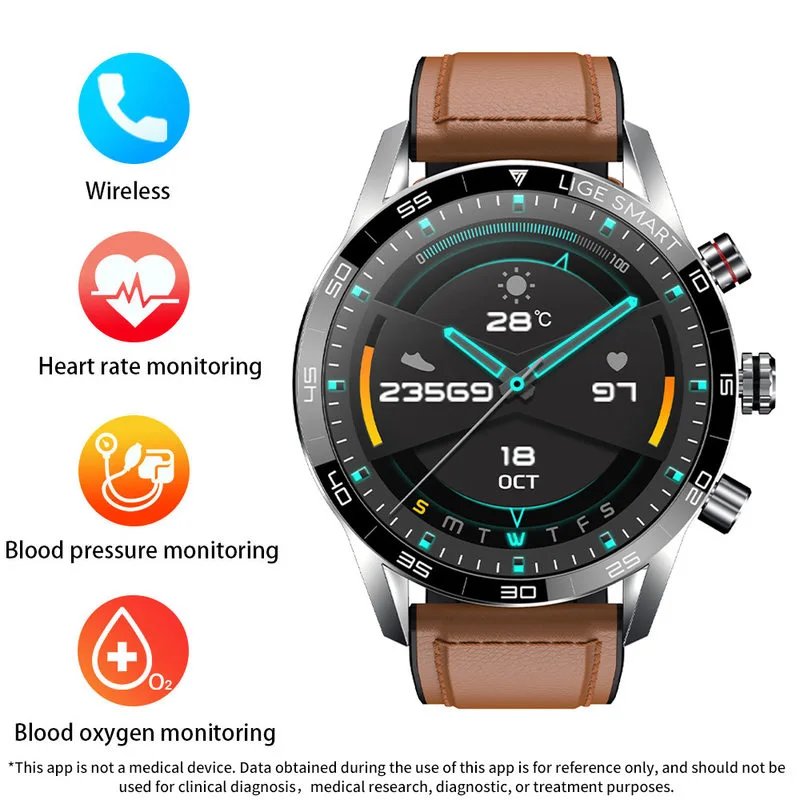 Wireless
Heart rate monitoring
Blood pressure monitoring
O2
Blood oxygen monitoring
LIGE SMART
55
50
45
40
35
30
25
20
15
10
0
100
28℃
23569
97
18
OCT
S M T W T F S
*This app is not a medical device. Data obtained during the use of this app is for reference only, and should not be
used for clinical diagnosis，medical research, diagnostic, or treatment purposes.